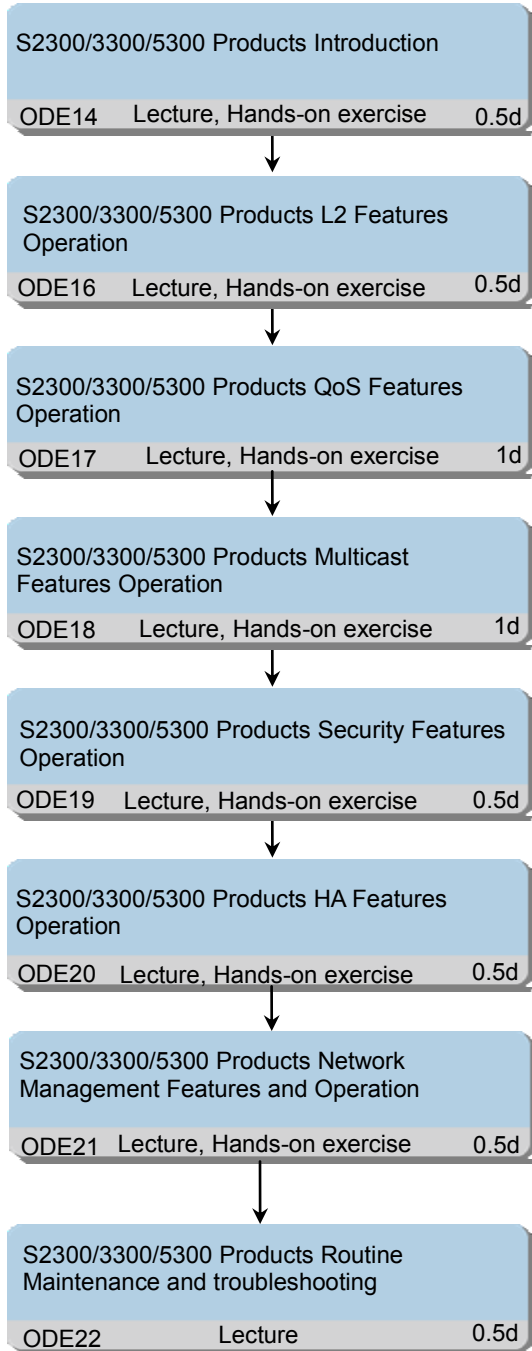 S2300/3300/5300 Products Introduction
ODE14 Lecture, Hands-on exercise 0.5d
S2300/3300/5300 Products L2 Features
Operation
ODE16 Lecture, Hands-on exercise 0.5d
S2300/3300/5300 Products QoS Features
Operation
ODE17 Lecture, Hands-on exercise 1d
S2300/3300/5300 Products Multicast
Features Operation
ODE18 Lecture, Hands-on exercise 1d
S2300/3300/5300 Products Security Features
Operation
ODE19 Lecture, Hands-on exercise 0.5d
S2300/3300/5300 Products HA Features
Operation
ODE20 Lecture, Hands-on exercise 0.5d
S2300/3300/5300 Products Network
Management Features and Operation
ODE21 Lecture, Hands-on exercise 0.5d
S2300/3300/5300 Products Routine
Maintenance and troubleshooting
ODE22 Lecture 0.5d